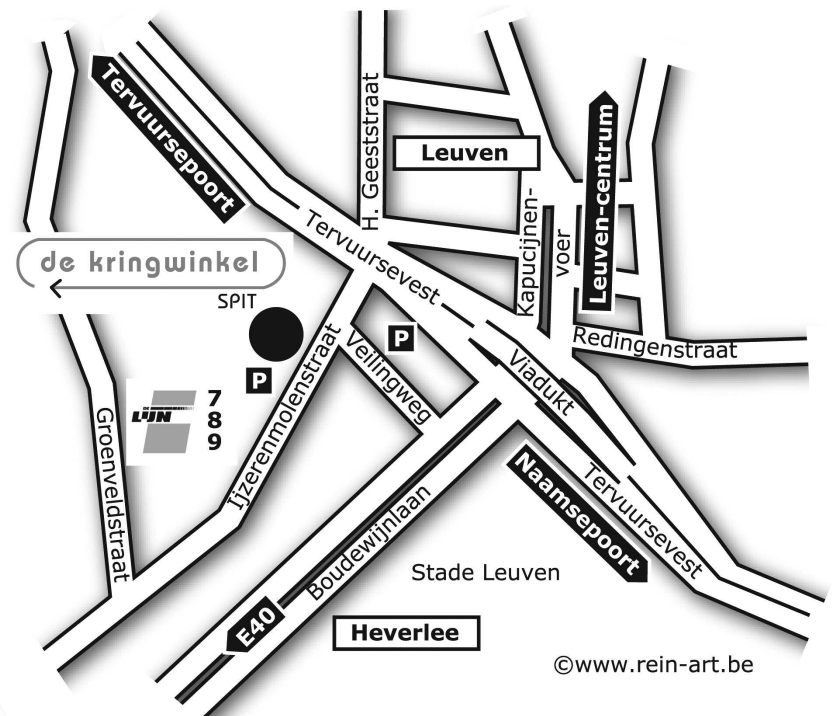 Tervuursepoort
H. Geeststraat
Leuven
Leuven-centrum
Kapucijnen-
voer
Tervuursevest
de kringwinkel
SPIT
P
P
Veilingweg
Viadukt
Redingenstraat
DE
LIJN
7
8
9
Groenveldstraat
Ijzerenmolenstraat
Boudewijnlaan
Naamsepoort
Tervuursevest
Stade Leuven
E40
Heverlee
©www.rein-art.be